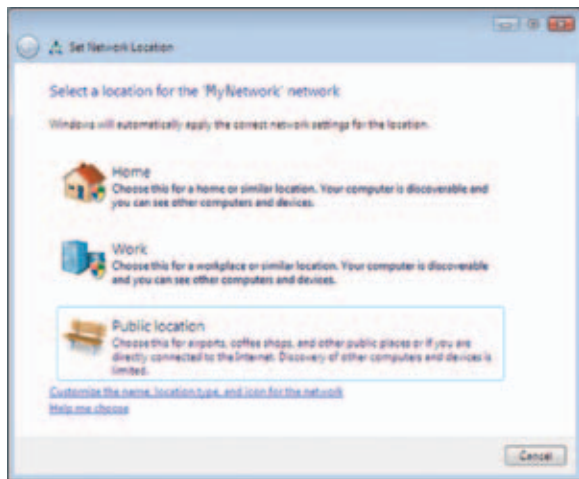 Set Network Location
Select a location for the 'MyNetwork' network
Windows will automatically apply the correct network settings for the location.
Home
Choose this for a home or similar location. Your computer is discoverable and
you can see other computers and devices.
Work
Choose this for a workplace or similar location. Your computer is discoverable
and you can see other computers and devices.
Public location
Choose this for airports, coffee shops, and other public places or if you are
directly connected to the Internet. Discovery of other computers and devices is
limited.
Customize the name, location type, and icon for the network
Help me choose
Cancel